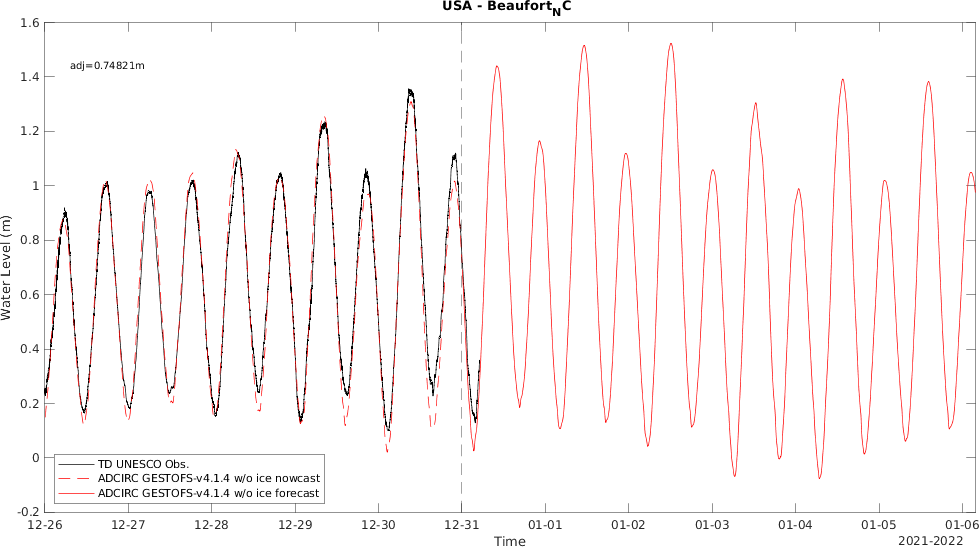 USA - Beaufort_NC
1.6
1.4
1.2
1
0.8
0.6
0.4
0.2
0
-0.2
Water Level (m)
adj=0.74821m
TD UNESCO Obs.
ADCIRC GESTOFS-v4.1.4 w/o ice nowcast
ADCIRC GESTOFS-v4.1.4 w/o ice forecast
12-26 12-27 12-28 12-29 12-30 12-31 01-01 01-02 01-03 01-04 01-05 01-06
Time
2021-2022